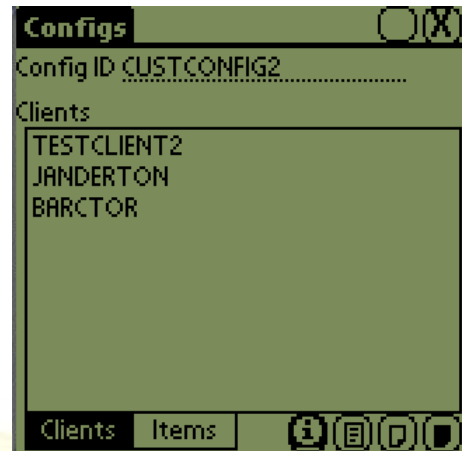 Configs X
Config ID CUSTCONFIG2
Clients
TESTCLIENT2
JANDERTON
BARCTOR
Clients Items i